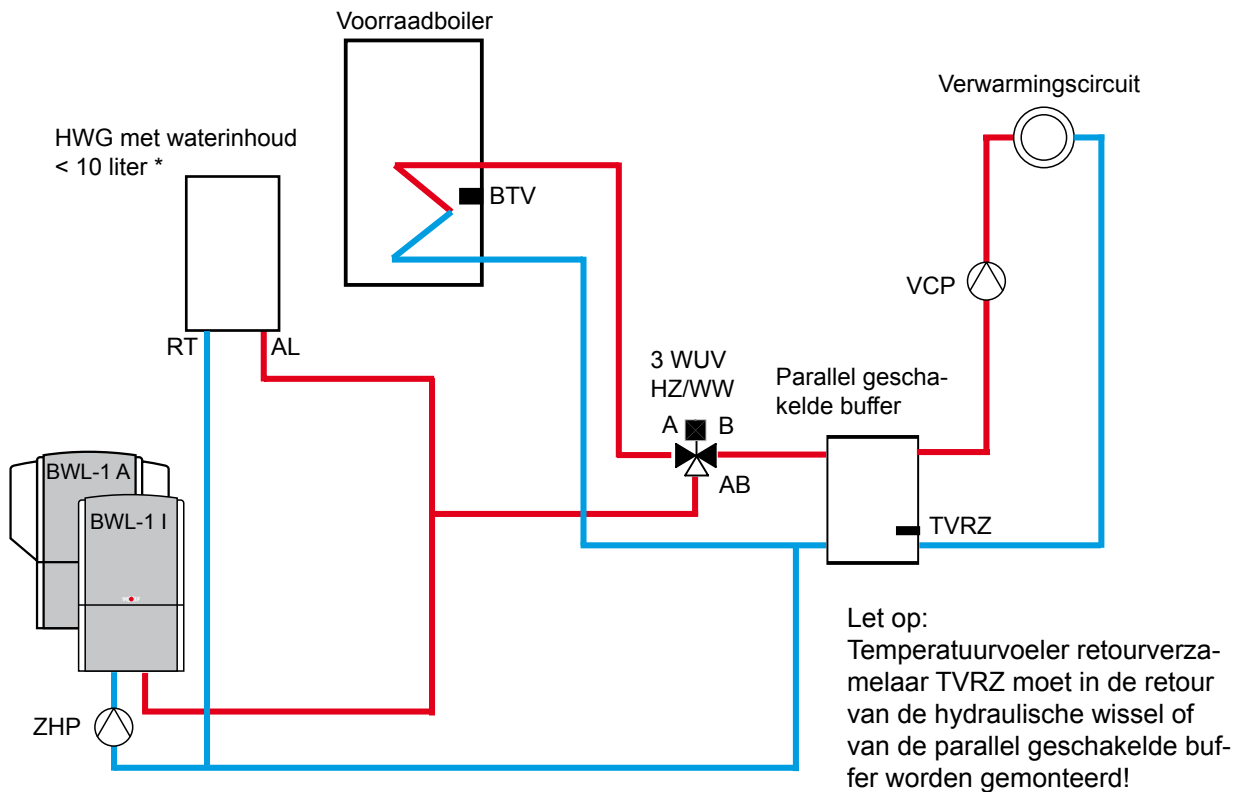 Voorraadboiler
Verwarmingscircuit
HWG met waterinhoud
< 10 liter *
BTV
VCP
RT
AL
3 WUV
HZ/WW
Parallel gescha-
kelde buffer
A
B
AB
BWL-1 A
BWL-1 I
TVRZ
ZHP
Let op:
Temperatuurvoeler retourverza-
melaar TVRZ moet in de retour
van de hydraulische wissel of
van de parallel geschakelde buf-
fer worden gemonteerd!